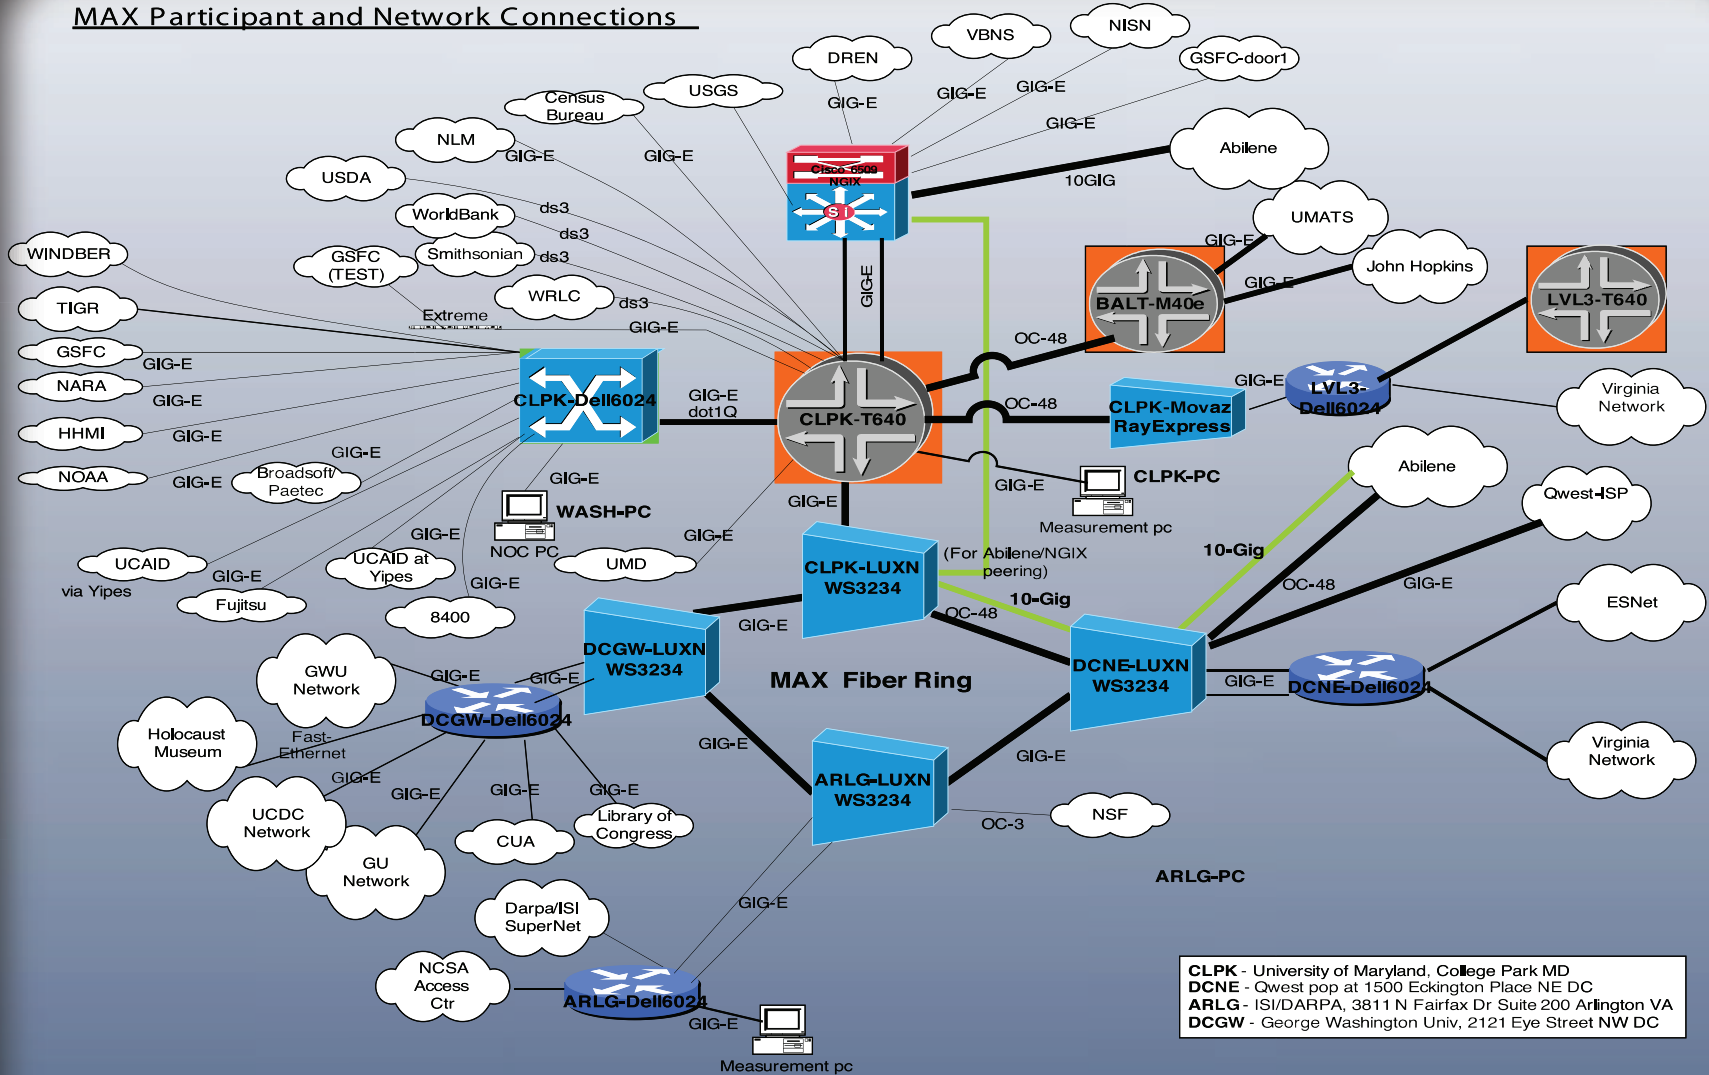 MAX Participant and Network Connections
DREN
VBNS
NISN
GSFC-door1
USGS
Census
Bureau
NLM
USDA
WorldBank
Smithsonian
GSFC
(TEST)
WRLC
WINDBER
TIGR
GSFC
NARA
HHMI
NOAA
Extreme
GIG-E
GIG-E
GIG-E
GIG-E
GIG-E
GIG-E
ds3
ds3
ds3
ds3
GIG-E
Cisco 6509
NGIX
Si
10GIG
Abilene
UMATS
GIG-E
John Hopkins
GIG-E
BALT-M40e
LVL3-T640
GIG-E
OC-48
GIG-E
GIG-E
GIG-E
GIG-E
GIG-E
CLPK-Dell6024
GIG-E
dot1Q
CLPK-T640
OC-48
CLPK-Movaz
RayExpress
GIG-E
LVL3-
Dell6024
Virginia
Network
Broadsoft/
Paetec
GIG-E
WASH-PC
NOC PC
GIG-E
GIG-E
CLPK-PC
Measurement pc
GIG-E
UMD
Abilene
Qwest-ISP
UCAID
via Yipes
GIG-E
Fujitsu
GIG-E
UCAID at
Yipes
GIG-E
8400
CLPK-LUXN
WS3234
(For Abilene/NGIX
peering)
10-Gig
OC-48
10-Gig
OC-48
GIG-E
ESNet
GIG-E
DCGW-LUXN
WS3234
MAX Fiber Ring
DCNE-LUXN
WS3234
GIG-E
DCNE-Dell6024
Virginia
Network
GWU
Network
GIG-E
GIG-E
DCGW-Dell6024
Holocaust
Museum
Fast-
Ethernet
GIG-E
GIG-E
GIG-E
GIG-E
UCDC
Network
GU
Network
CUA
Library of
Congress
GIG-E
GIG-E
ARLG-LUXN
WS3234
OC-3
NSF
ARLG-PC
GIG-E
Darpa/ISI
SuperNet
NCSA
Access
Ctr
ARLG-Dell6024
GIG-E
Measurement pc
CLPK - University of Maryland, College Park MD
DCNE - Qwest pop at 1500 Eckington Place NE DC
ARLG - ISI/DARPA, 3811 N Fairfax Dr Suite 200 Arlington VA
DCGW - George Washington Univ, 2121 Eye Street NW DC